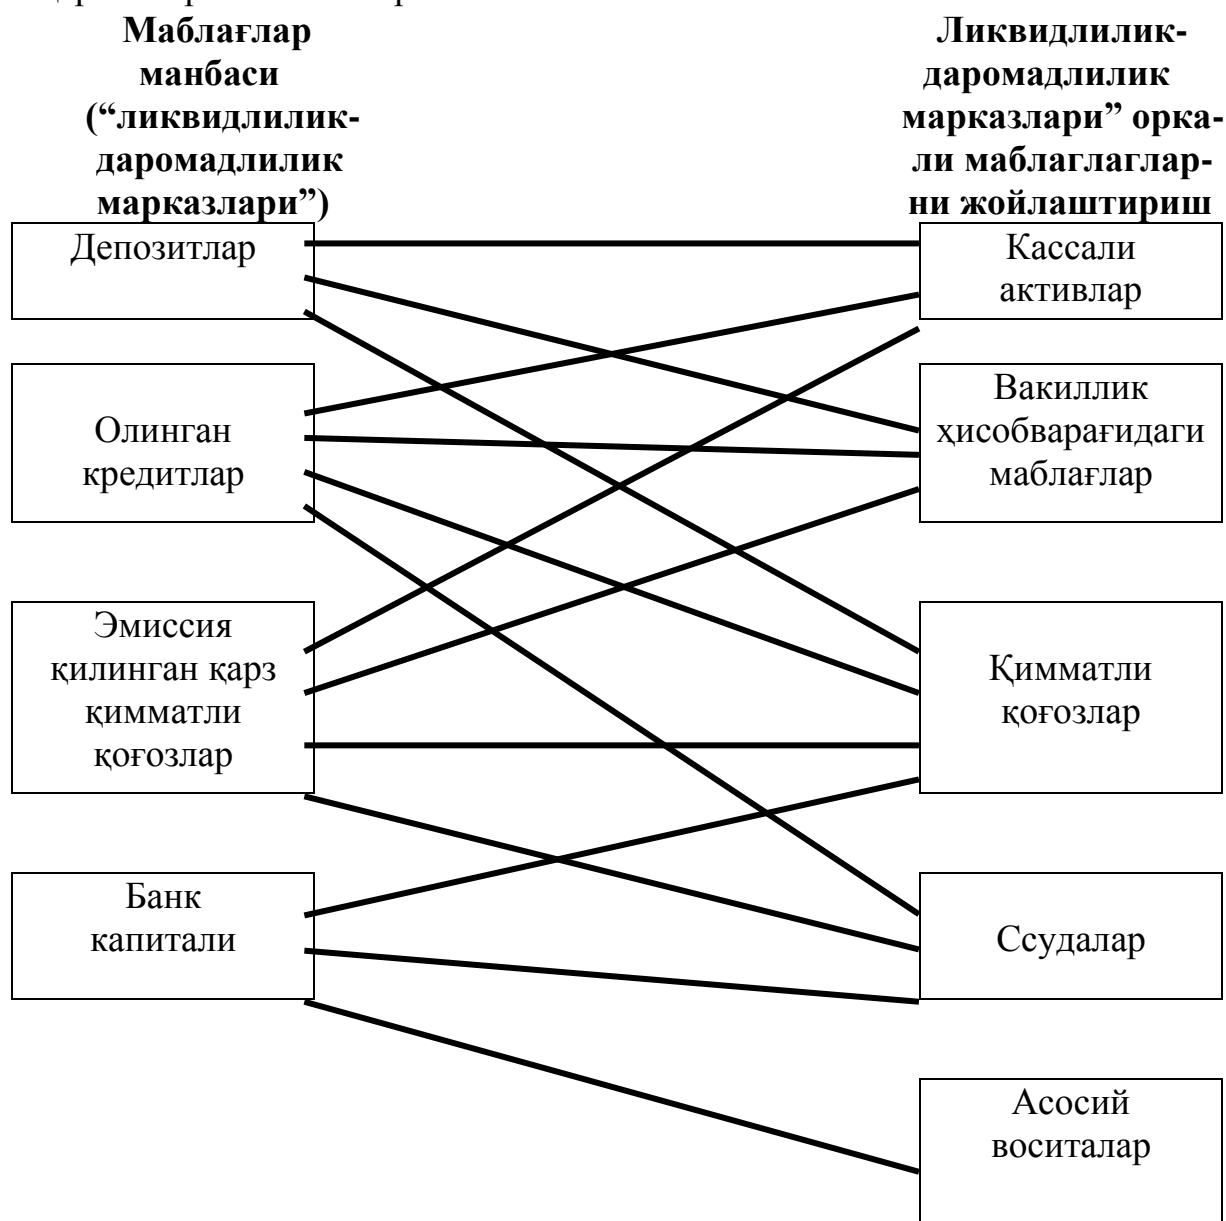 Маблағлар
манбаси
(“ликвидлилик-
даромадлилик
марказлари”)
Ликвидлилик-
даромадлилик
марказлари” орка-
ли маблаглаглар-
ни жойлаштириш
Депозитлар
Кассали
активлар
Олинган
кредитлар
Вакиллик
ҳисобварағидаги
маблағлар
Эмиссия
қилинган қарз
қимматли
қоғозлар
Қимматли
қоғозлар
Банк
капитали
Ссудалар
Асосий
воситалар